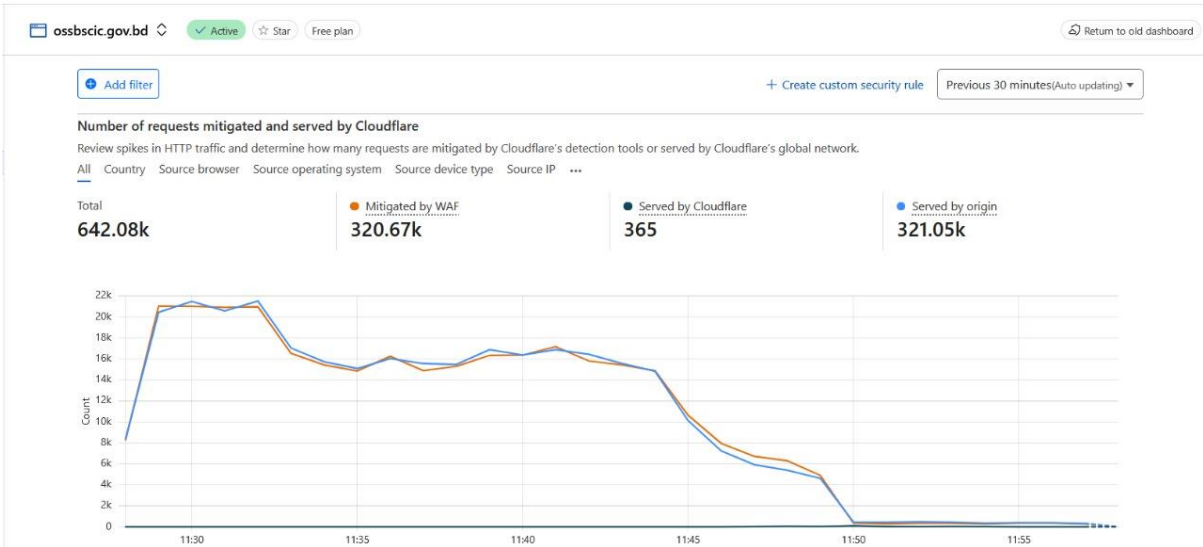 ossbscic.gov.bd Active Star Free plan Return to old dashboard
Add filter + Create custom security rule Previous 30 minutes(Auto updating)
Number of requests mitigated and served by Cloudflare
Review spikes in HTTP traffic and determine how many requests are mitigated by Cloudflare's detection tools or served by Cloudflare's global network.
All Country Source browser Source operating system Source device type Source IP •••
Total Mitigated by WAF Served by Cloudflare Served by origin
642.08k 320.67k 365 321.05k
22k
20k
18k
16k
14k
12k
10k
8k
6k
4k
2k
0
Count
11:30 11:35 11:40 11:45 11:50 11:55